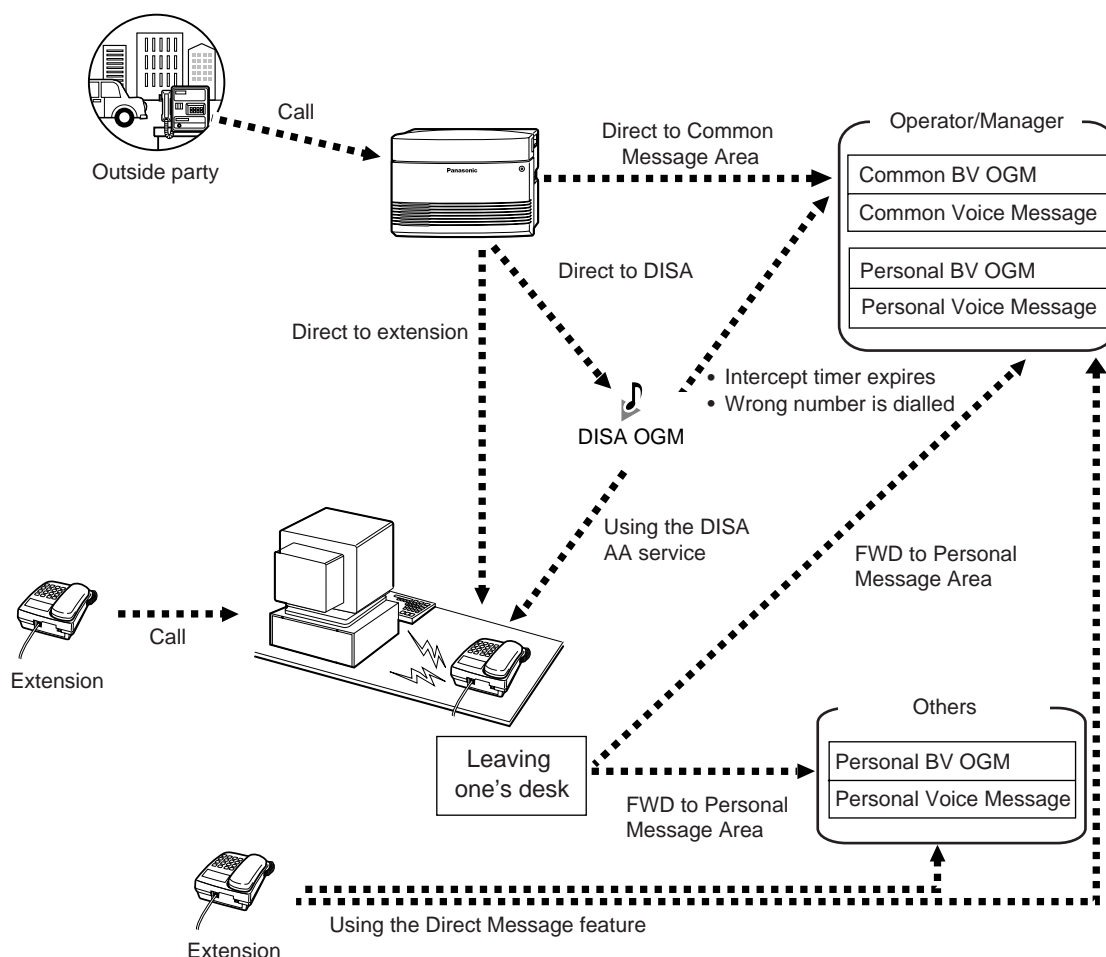 Outside party
Call
Panasonic
Direct to Common
Message Area
Operator/Manager
Common BV OGM
Common Voice Message
Personal BV OGM
Personal Voice Message
Direct to DISA
Direct to extension
• Intercept timer expires
• Wrong number is dialled
DISA OGM
Using the DISA
AA service
FWD to Personal
Message Area
Call
Extension
Leaving
one's desk
FWD to Personal
Message Area
Others
Personal BV OGM
Personal Voice Message
Using the Direct Message feature
Extension